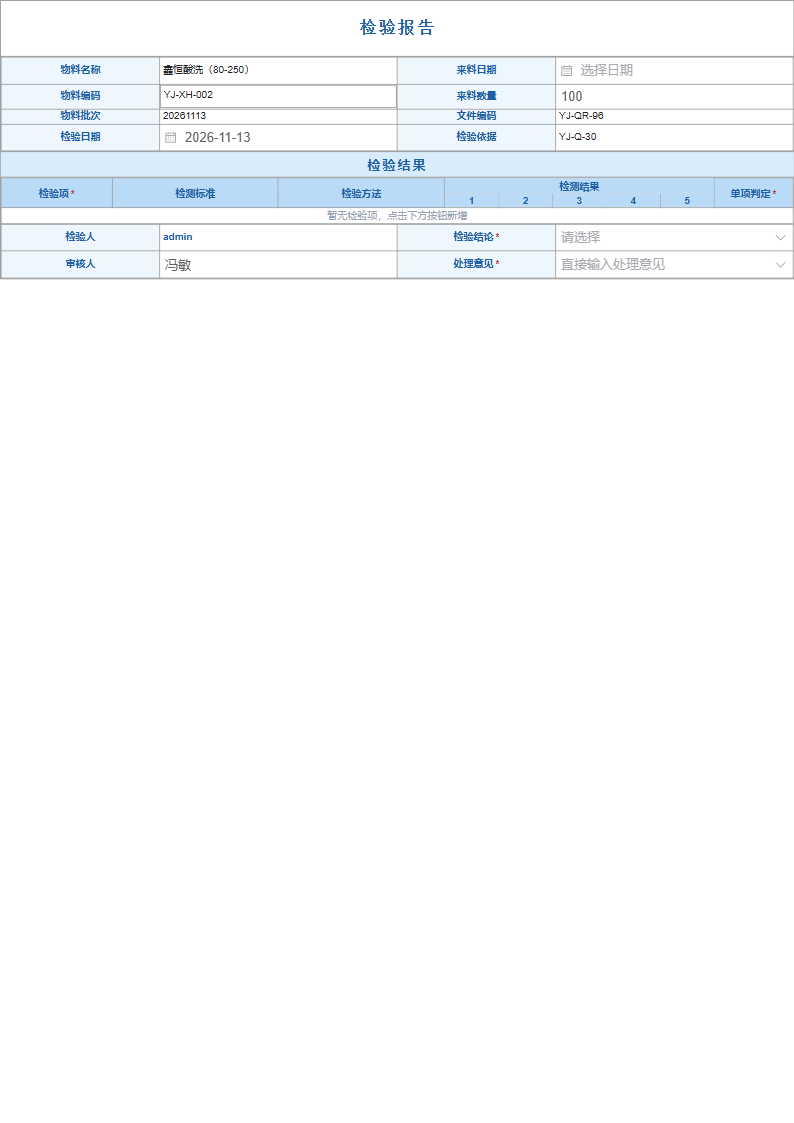 检验报告
物料名称 鑫恒酸洗（80-250） 来料日期 选择日期
物料编码 YJ-XH-002 来料数量 100
物料批次 20261113 文件编码 YJ-QR-96
检验日期 2026-11-13 检验依据 YJ-Q-30
检验结果
检验项* 检测标准 检验方法 检测结果 单项判定*
1 2 3 4 5
暂无检验项，点击下方按钮新增
检验人 admin 检验结论* 请选择
审核人 冯敏 处理意见* 直接输入处理意见